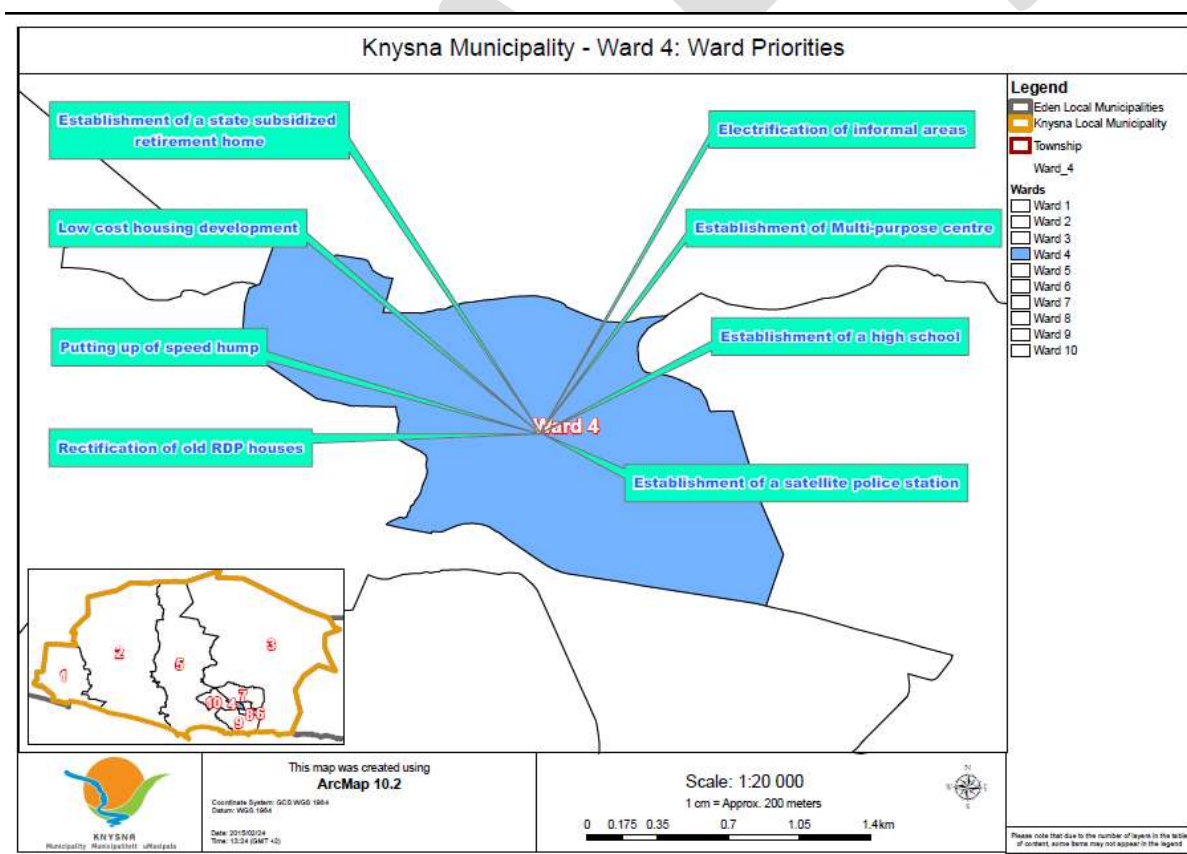 Knysna Municipality - Ward 4: Ward Priorities
Establishment of a state subsidized
retirement home
Low cost housing development
Putting up of speed hump
Rectification of old RDP houses
Electrification of informal areas
Establishment of Multi-purpose centre
Establishment of a high school
Establishment of a satellite police station
Ward 4
Legend
Eden Local Municipalities
Knysna Local Municipality
Township
Ward_4
Wards
Ward 1
Ward 2
Ward 3
Ward 4
Ward 5
Ward 6
Ward 7
Ward 8
Ward 9
Ward 10
1
2
5
3
7
10
4
8
6
9
KNYSNA
Municipality Munisipaliteit uMasipala
This map was created using
ArcMap 10.2
Coordinate System: GCS WGS 1984
Datum: WGS 1984
Date: 2015/02/24
Time: 13:24 (GMT +2)
Scale: 1:20 000
1 cm = Approx. 200 meters
0 0.175 0.35 0.7 1.05 1.4km
N
W E
S
Please note that due to the number of layers in the table
of content, some items may not appear in the legend